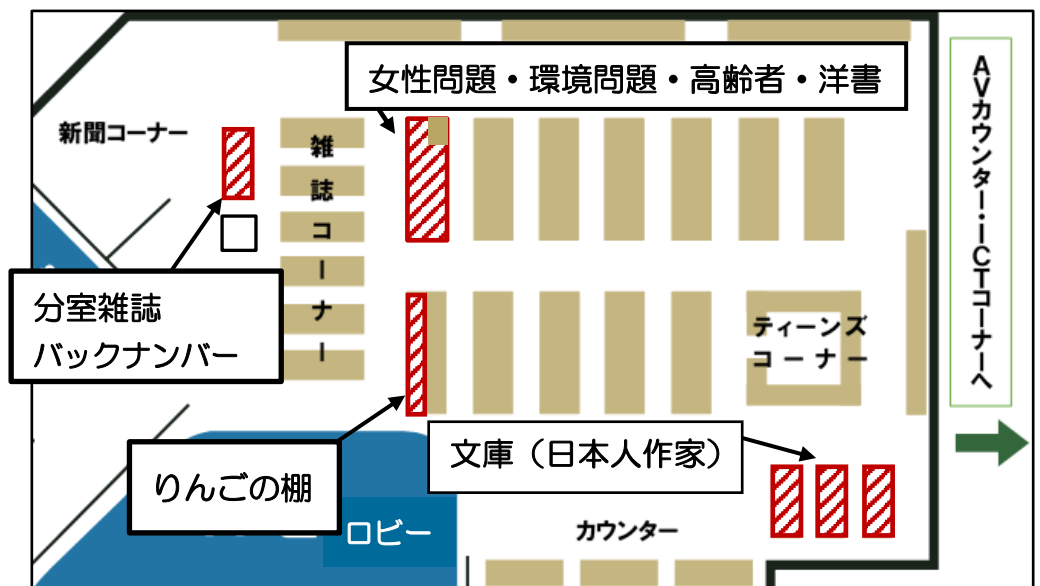 女性問題・環境問題・高齢者・洋書
新聞コーナー
雑誌コーナー
AVカウンター・ICTコーナーへ
分室雑誌
バックナンバー
ティーンズ
コーナー
文庫（日本人作家）
りんごの棚
ロビー
カウンター